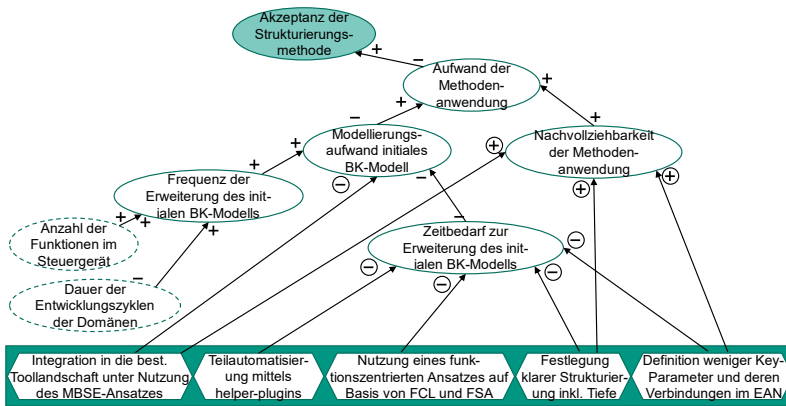 Akzeptanz der
Strukturierungs-
methode
+
−
Aufwand der
Methoden-
anwendung
+
+
−
+
Modellierungs-
aufwand initiales
BK-Modell
+
+
−
−
+
Nachvollziehbarkeit
der Methoden-
anwendung
+
+
Frequenz der
Erweiterung des init-
ialen BK-Modells
+
+
+
−
Anzahl der
Funktionen im
Steuergerät
−
Zeitbedarf zur
Erweiterung des init-
ialen BK-Modells
−
−
−
−
Dauer der
Entwicklungszyklen
der Domänen
Integration in die best.
Toollandschaft unter Nutzung
des MBSE-Ansatzes
Teilautomatisier-
ung mittels
helper-plugins
Nutzung eines funk-
tionszentrierten Ansatzes auf
Basis von FCL und FSA
Festlegung
klarer Strukturier-
ung inkl. Tiefe
Definition weniger Key-
Parameter und deren
Verbindungen im EAN